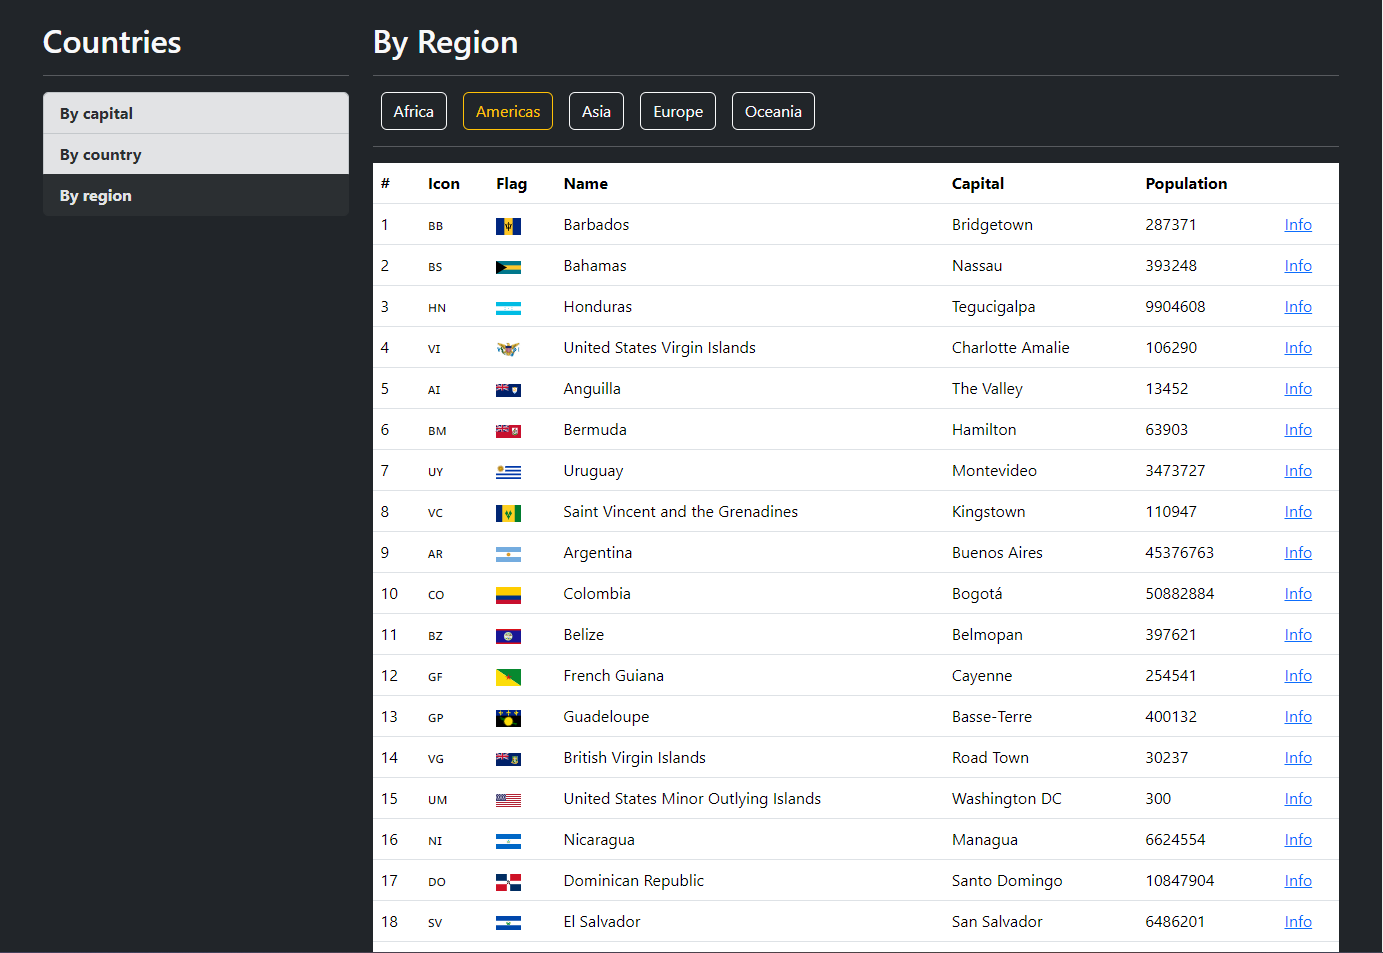 Countries
By capital
By country
By region
By Region
Africa Americas Asia Europe Oceania
# Icon Flag Name Capital Population
1 BB Barbados Bridgetown 287371 Info
2 BS Bahamas Nassau 393248 Info
3 HN Honduras Tegucigalpa 9904608 Info
4 VI United States Virgin Islands Charlotte Amalie 106290 Info
5 AI Anguilla The Valley 13452 Info
6 BM Bermuda Hamilton 63903 Info
7 UY Uruguay Montevideo 3473727 Info
8 VC Saint Vincent and the Grenadines Kingstown 110947 Info
9 AR Argentina Buenos Aires 45376763 Info
10 CO Colombia Bogotá 50882884 Info
11 BZ Belize Belmopan 397621 Info
12 GF French Guiana Cayenne 254541 Info
13 GP Guadeloupe Basse-Terre 400132 Info
14 VG British Virgin Islands Road Town 30237 Info
15 UM United States Minor Outlying Islands Washington DC 300 Info
16 NI Nicaragua Managua 6624554 Info
17 DO Dominican Republic Santo Domingo 10847904 Info
18 SV El Salvador San Salvador 6486201 Info